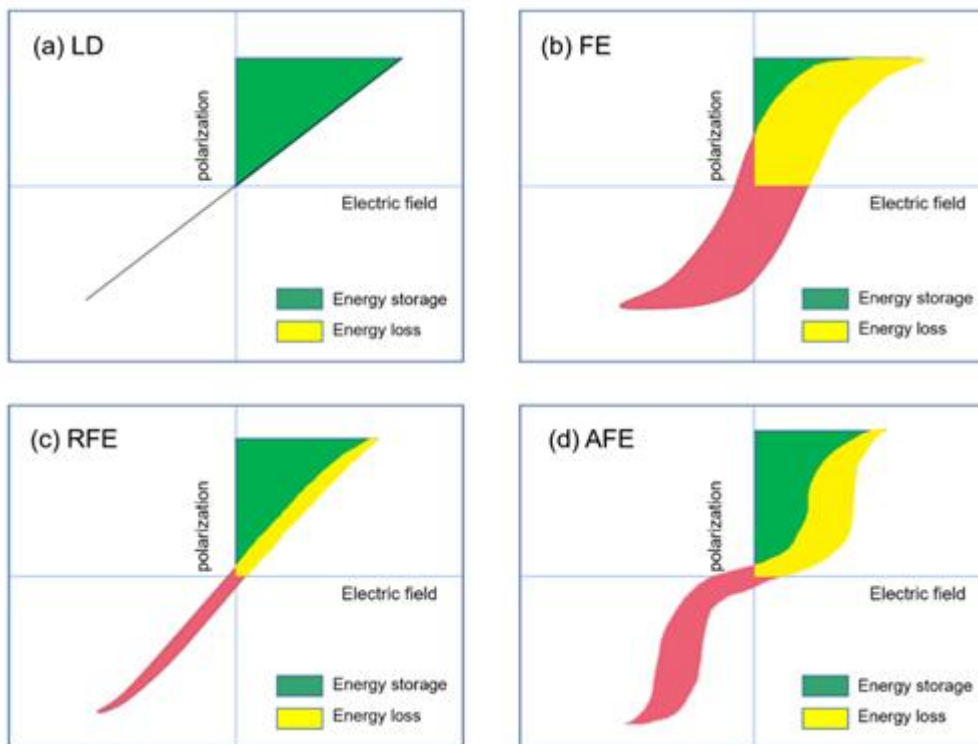 (a) LD
polarization
Electric field
Energy storage
Energy loss
(b) FE
polarization
Electric field
Energy storage
Energy loss
(c) RFE
polarization
Electric field
Energy storage
Energy loss
(d) AFE
polarization
Electric field
Energy storage
Energy loss